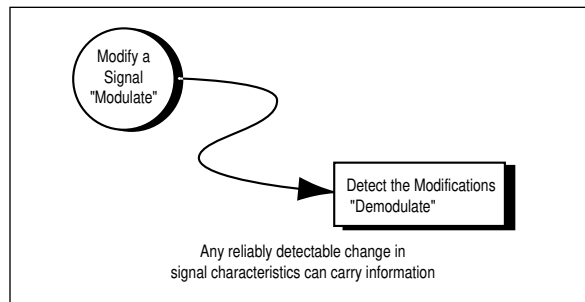 Modify a
Signal
"Modulate"
Detect the Modifications
"Demodulate"
Any reliably detectable change in
signal characteristics can carry information